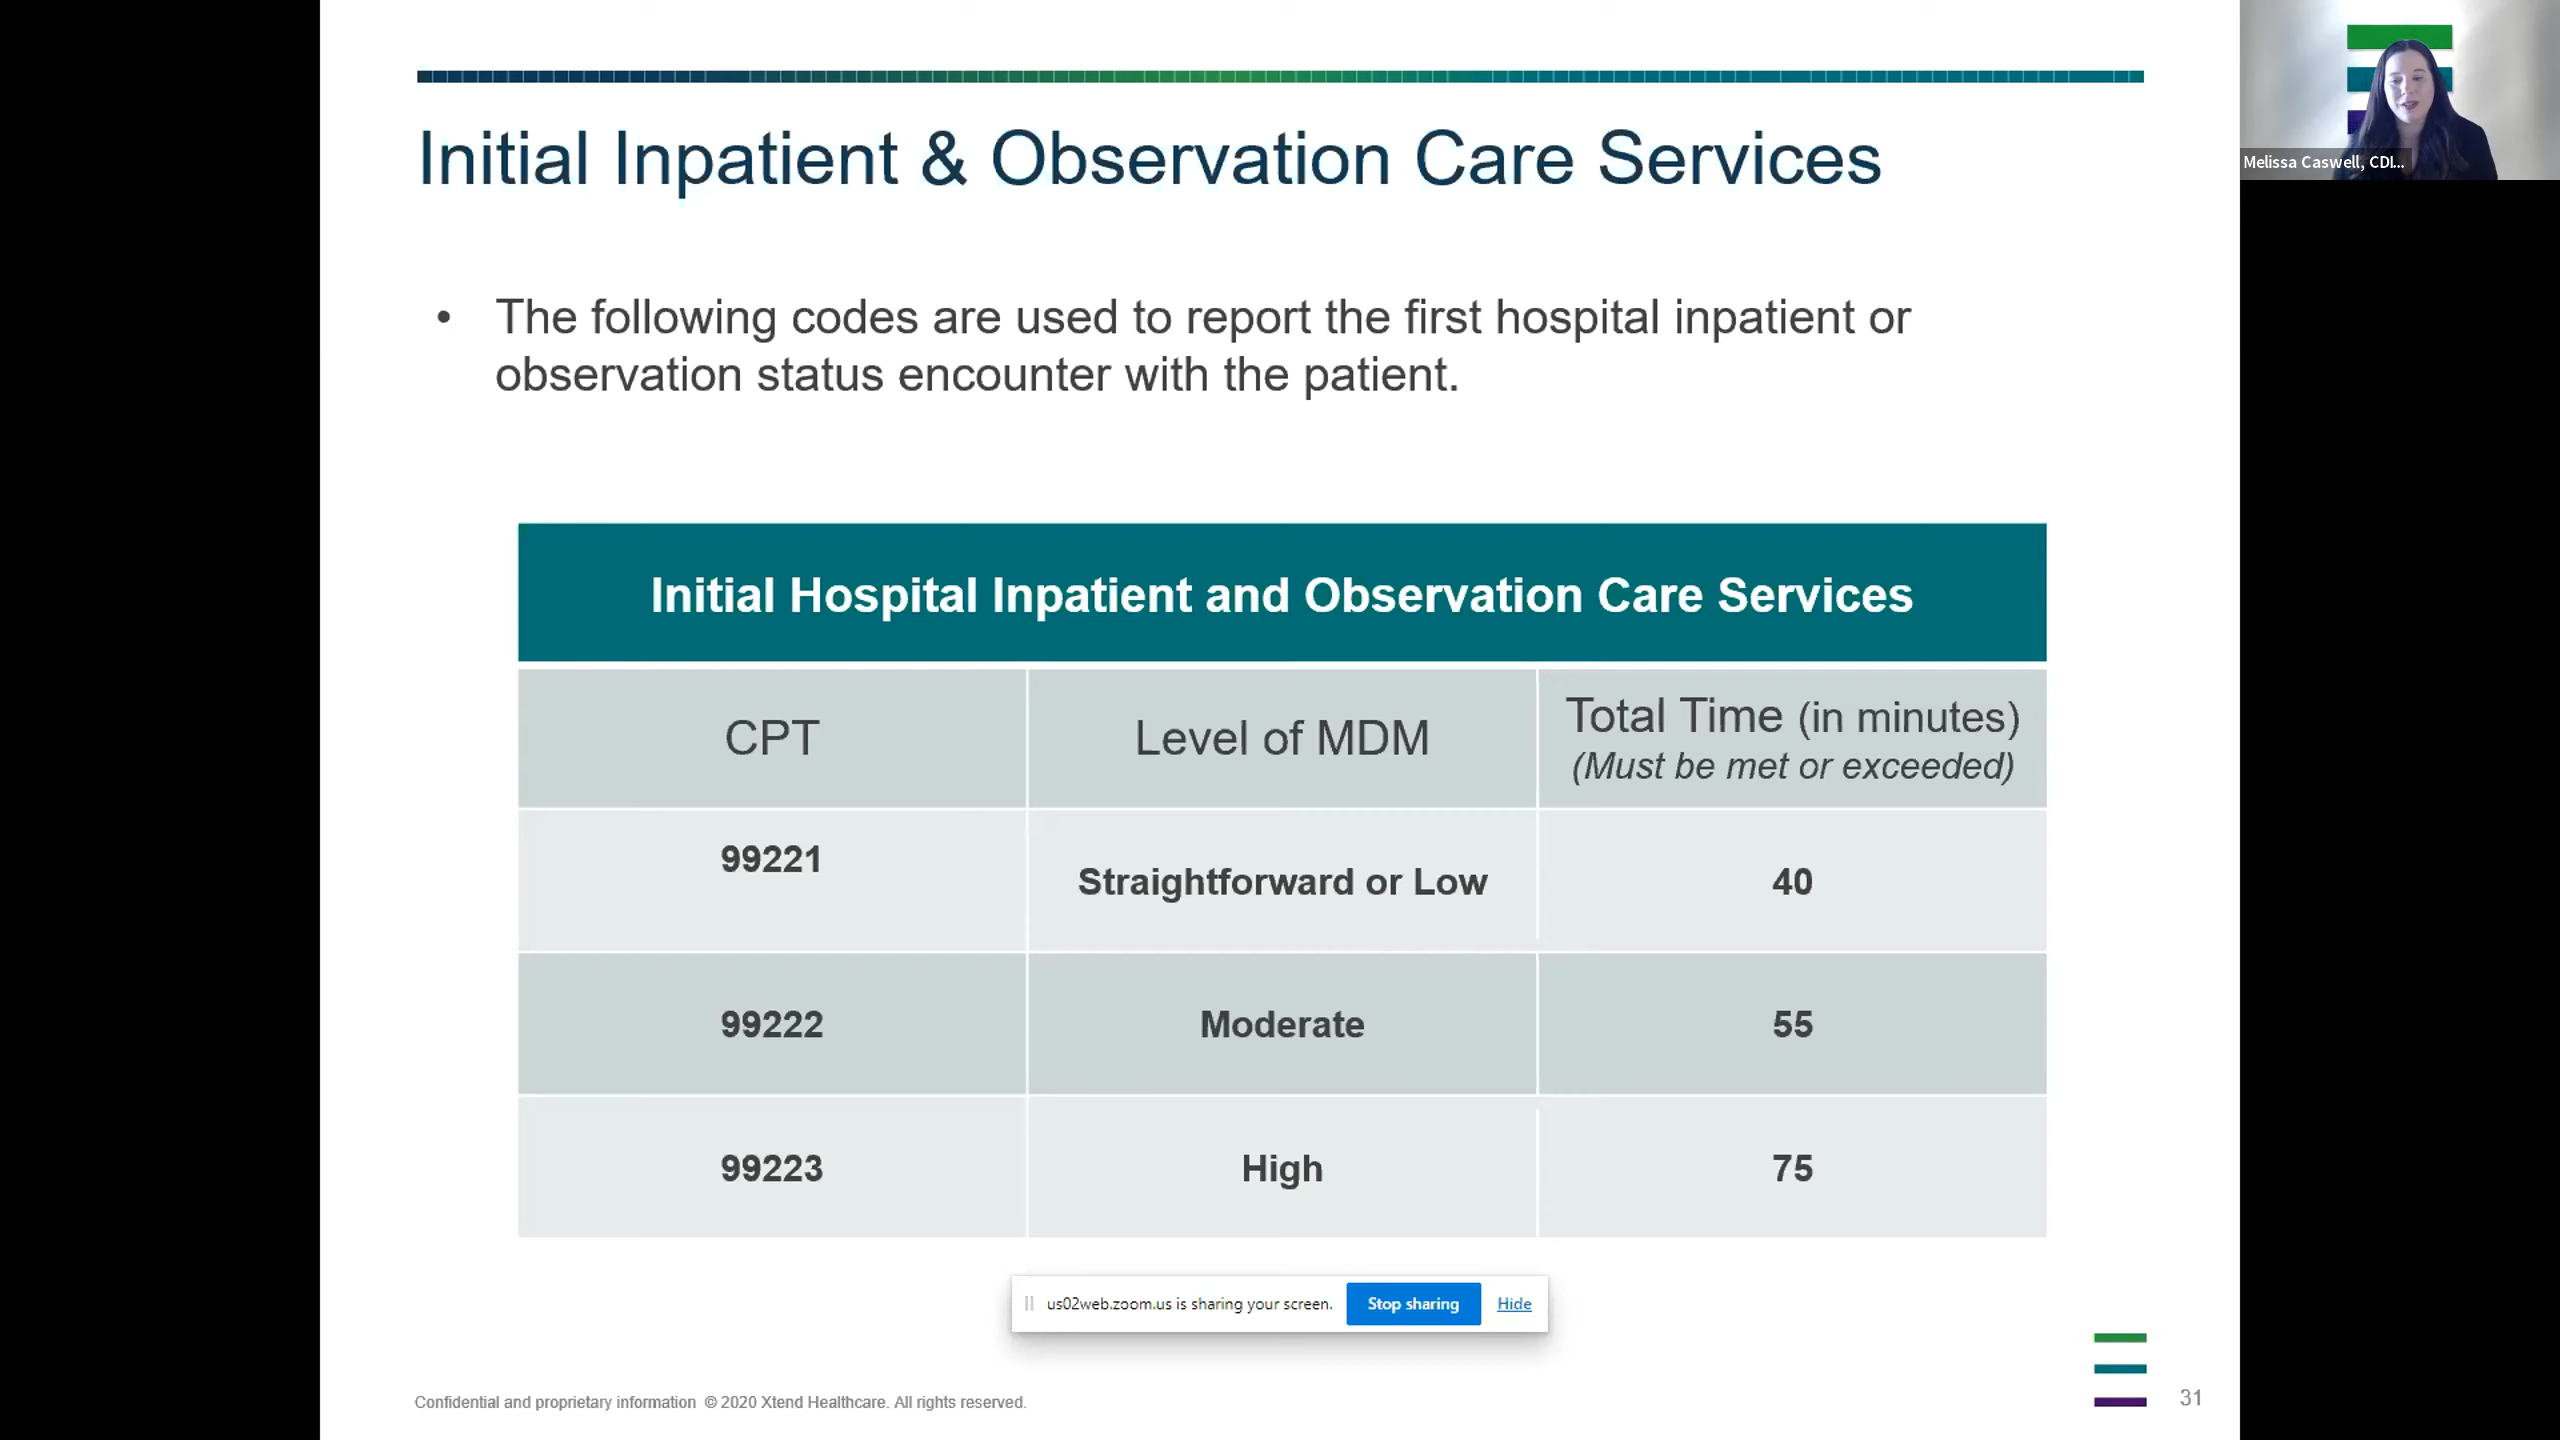 Initial Inpatient & Observation Care Services
Melissa Caswell, CDI...
• The following codes are used to report the first hospital inpatient or
observation status encounter with the patient.
Initial Hospital Inpatient and Observation Care Services
CPT Level of MDM Total Time (in minutes)
(Must be met or exceeded)
99221 Straightforward or Low 40
99222 Moderate 55
99223 High 75
us02web.zoom.us is sharing your screen. Stop sharing Hide
Confidential and proprietary information © 2020 Xtend Healthcare. All rights reserved.
31